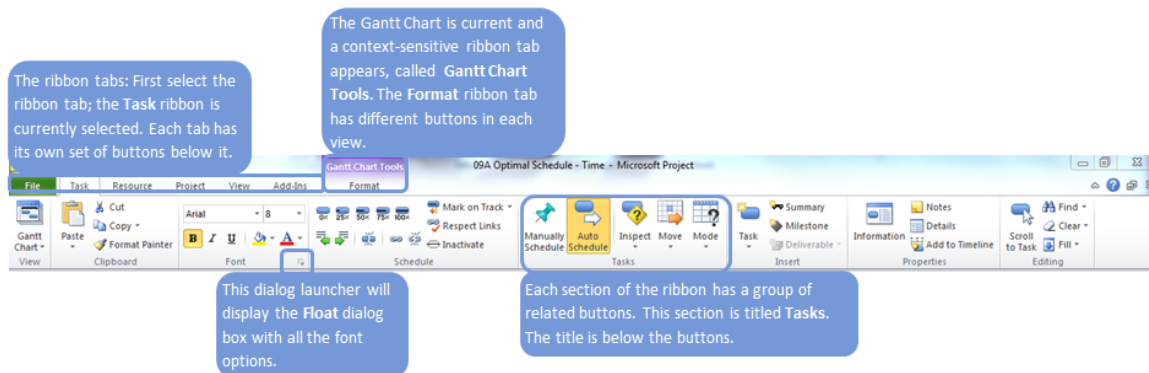 The Gantt Chart is current and
a context-sensitive ribbon tab
appears, called Gantt Chart
Tools. The Format ribbon tab
has different buttons in each
view.
The ribbon tabs: First select the
ribbon tab; the Task ribbon is
currently selected. Each tab has
its own set of buttons below it.
Gantt Chart Tools
09A Optimal Schedule - Time - Microsoft Project
File Task Resource Project View Add-Ins Format
Gantt Chart
Paste
Cut
Copy
Format Painter
Arial 8
B I U A
0% 25% 50% 75% 100%
Mark on Track
Respect Links
Inactivate
Manually Schedule
Auto Schedule
Inspect
Move
Mode
Task
Summary
Milestone
Deliverable
Information
Notes
Details
Add to Timeline
Scroll to Task
Find
Clear
Fill
View Clipboard Font Schedule Tasks Insert Properties Editing
This dialog launcher will
display the Float dialog
box with all the font
options.
Each section of the ribbon has a group of
related buttons. This section is titled Tasks.
The title is below the buttons.